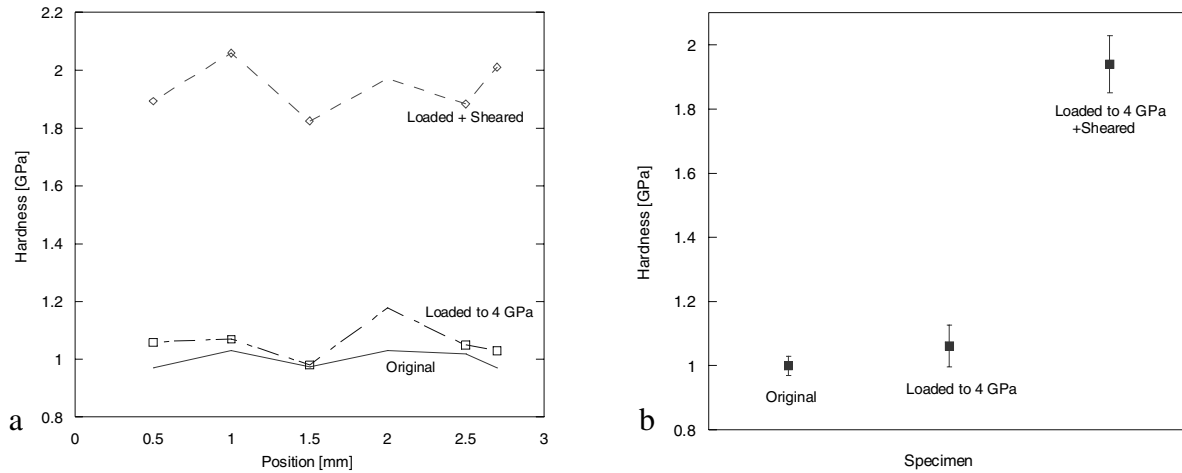 2.2
2
1.8
1.6
1.4
1.2
1
0.8
Hardness [GPa]
Loaded + Sheared
Loaded to 4 GPa
Original
0
0.5
1
1.5
2
2.5
3
Position [mm]
a
2
1.8
1.6
1.4
1.2
1
0.8
Hardness [GPa]
Loaded to 4 GPa
+Sheared
Original
Loaded to 4 GPa
Specimen
b